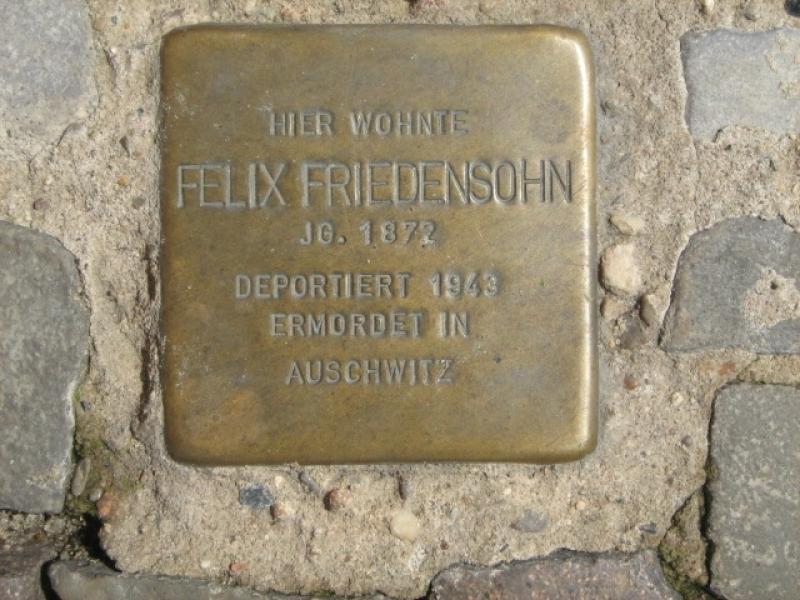 HIER WOHNTE
FELIX FRIEDENSOHN
JG. 1872
DEPORTIERT 1943
ERMORDET IN
AUSCHWITZ